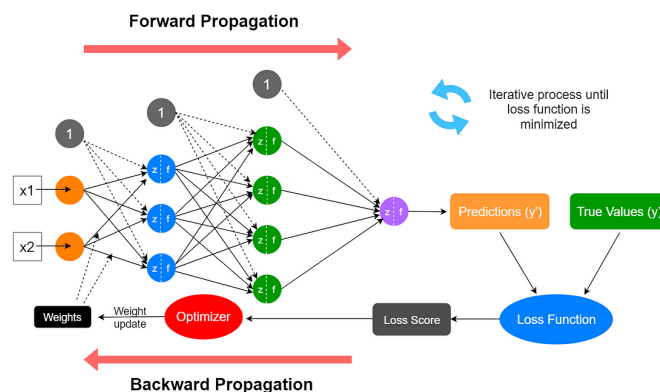 Forward Propagation
1
1
1
Iterative process until
loss function is
minimized
z f
z f
z f
z f
z f
z f
z f
z f
x1
x2
Predictions (y')
True Values (y)
Weights
Weight
update
Optimizer
Loss Score
Loss Function
Backward Propagation